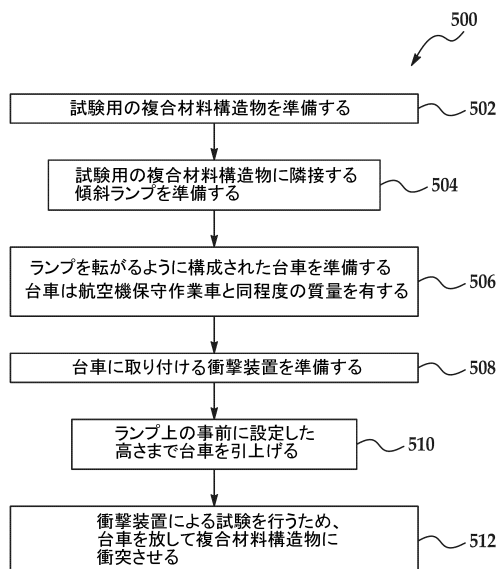 500
試験用の複合材料構造物を準備する
502
試験用の複合材料構造物に隣接する
傾斜ランプを準備する
504
ランプを転がるように構成された台車を準備する
台車は航空機保守作業車と同程度の質量を有する
506
台車に取り付ける衝撃装置を準備する
508
ランプ上の事前に設定した
高さまで台車を引上げる
510
衝撃装置による試験を行うため、
台車を放して複合材料構造物に
衝突させる
512